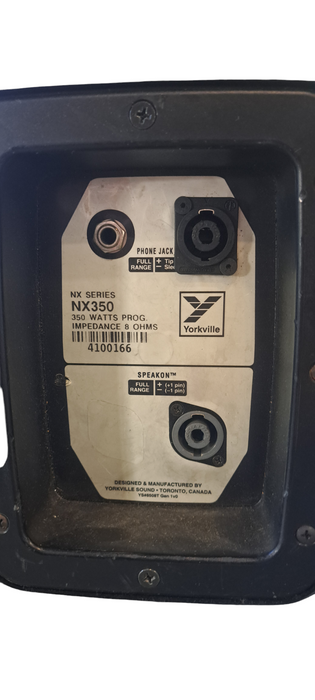 PHONE JACK
FULL RANGE + Tip
− Slee
NX SERIES
NX350
350 WATTS PROG.
IMPEDANCE 8 OHMS
4100166
Yorkville
SPEAKON™
FULL RANGE + (+1 pin)
− (−1 pin)
DESIGNED & MANUFACTURED BY
YORKVILLE SOUND • TORONTO, CANADA